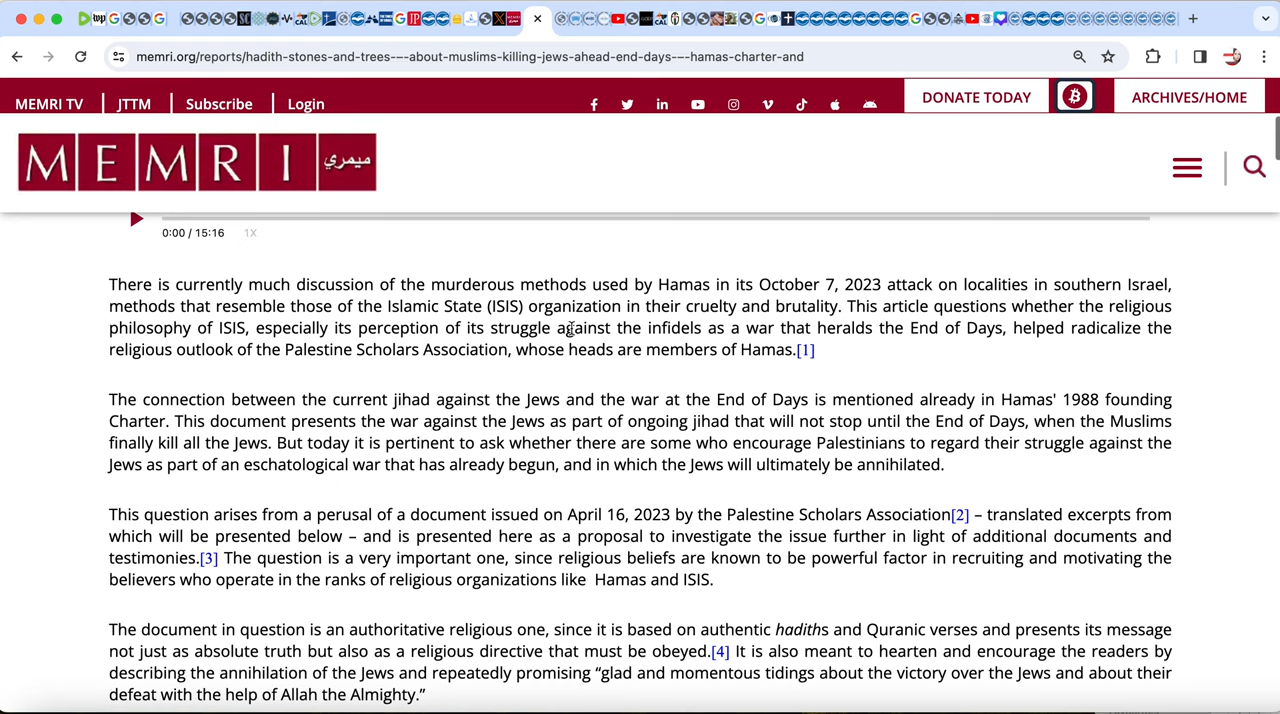 memri.org/reports/hadith-stones-and-trees-–-about-muslims-killing-jews-ahead-end-days-–-hamas-charter-and
MEMRI TV JTTM Subscribe Login DONATE TODAY ARCHIVES/HOME
MEMRI ميمري
0:00 / 15:16 1X
There is currently much discussion of the murderous methods used by Hamas in its October 7, 2023 attack on localities in southern Israel,
methods that resemble those of the Islamic State (ISIS) organization in their cruelty and brutality. This article questions whether the religious
philosophy of ISIS, especially its perception of its struggle against the infidels as a war that heralds the End of Days, helped radicalize the
religious outlook of the Palestine Scholars Association, whose heads are members of Hamas.[1]
The connection between the current jihad against the Jews and the war at the End of Days is mentioned already in Hamas' 1988 founding
Charter. This document presents the war against the Jews as part of ongoing jihad that will not stop until the End of Days, when the Muslims
finally kill all the Jews. But today it is pertinent to ask whether there are some who encourage Palestinians to regard their struggle against the
Jews as part of an eschatological war that has already begun, and in which the Jews will ultimately be annihilated.
This question arises from a perusal of a document issued on April 16, 2023 by the Palestine Scholars Association[2] – translated excerpts from
which will be presented below – and is presented here as a proposal to investigate the issue further in light of additional documents and
testimonies.[3] The question is a very important one, since religious beliefs are known to be powerful factor in recruiting and motivating the
believers who operate in the ranks of religious organizations like Hamas and ISIS.
The document in question is an authoritative religious one, since it is based on authentic hadiths and Quranic verses and presents its message
not just as absolute truth but also as a religious directive that must be obeyed.[4] It is also meant to hearten and encourage the readers by
describing the annihilation of the Jews and repeatedly promising “glad and momentous tidings about the victory over the Jews and about their
defeat with the help of Allah the Almighty.”